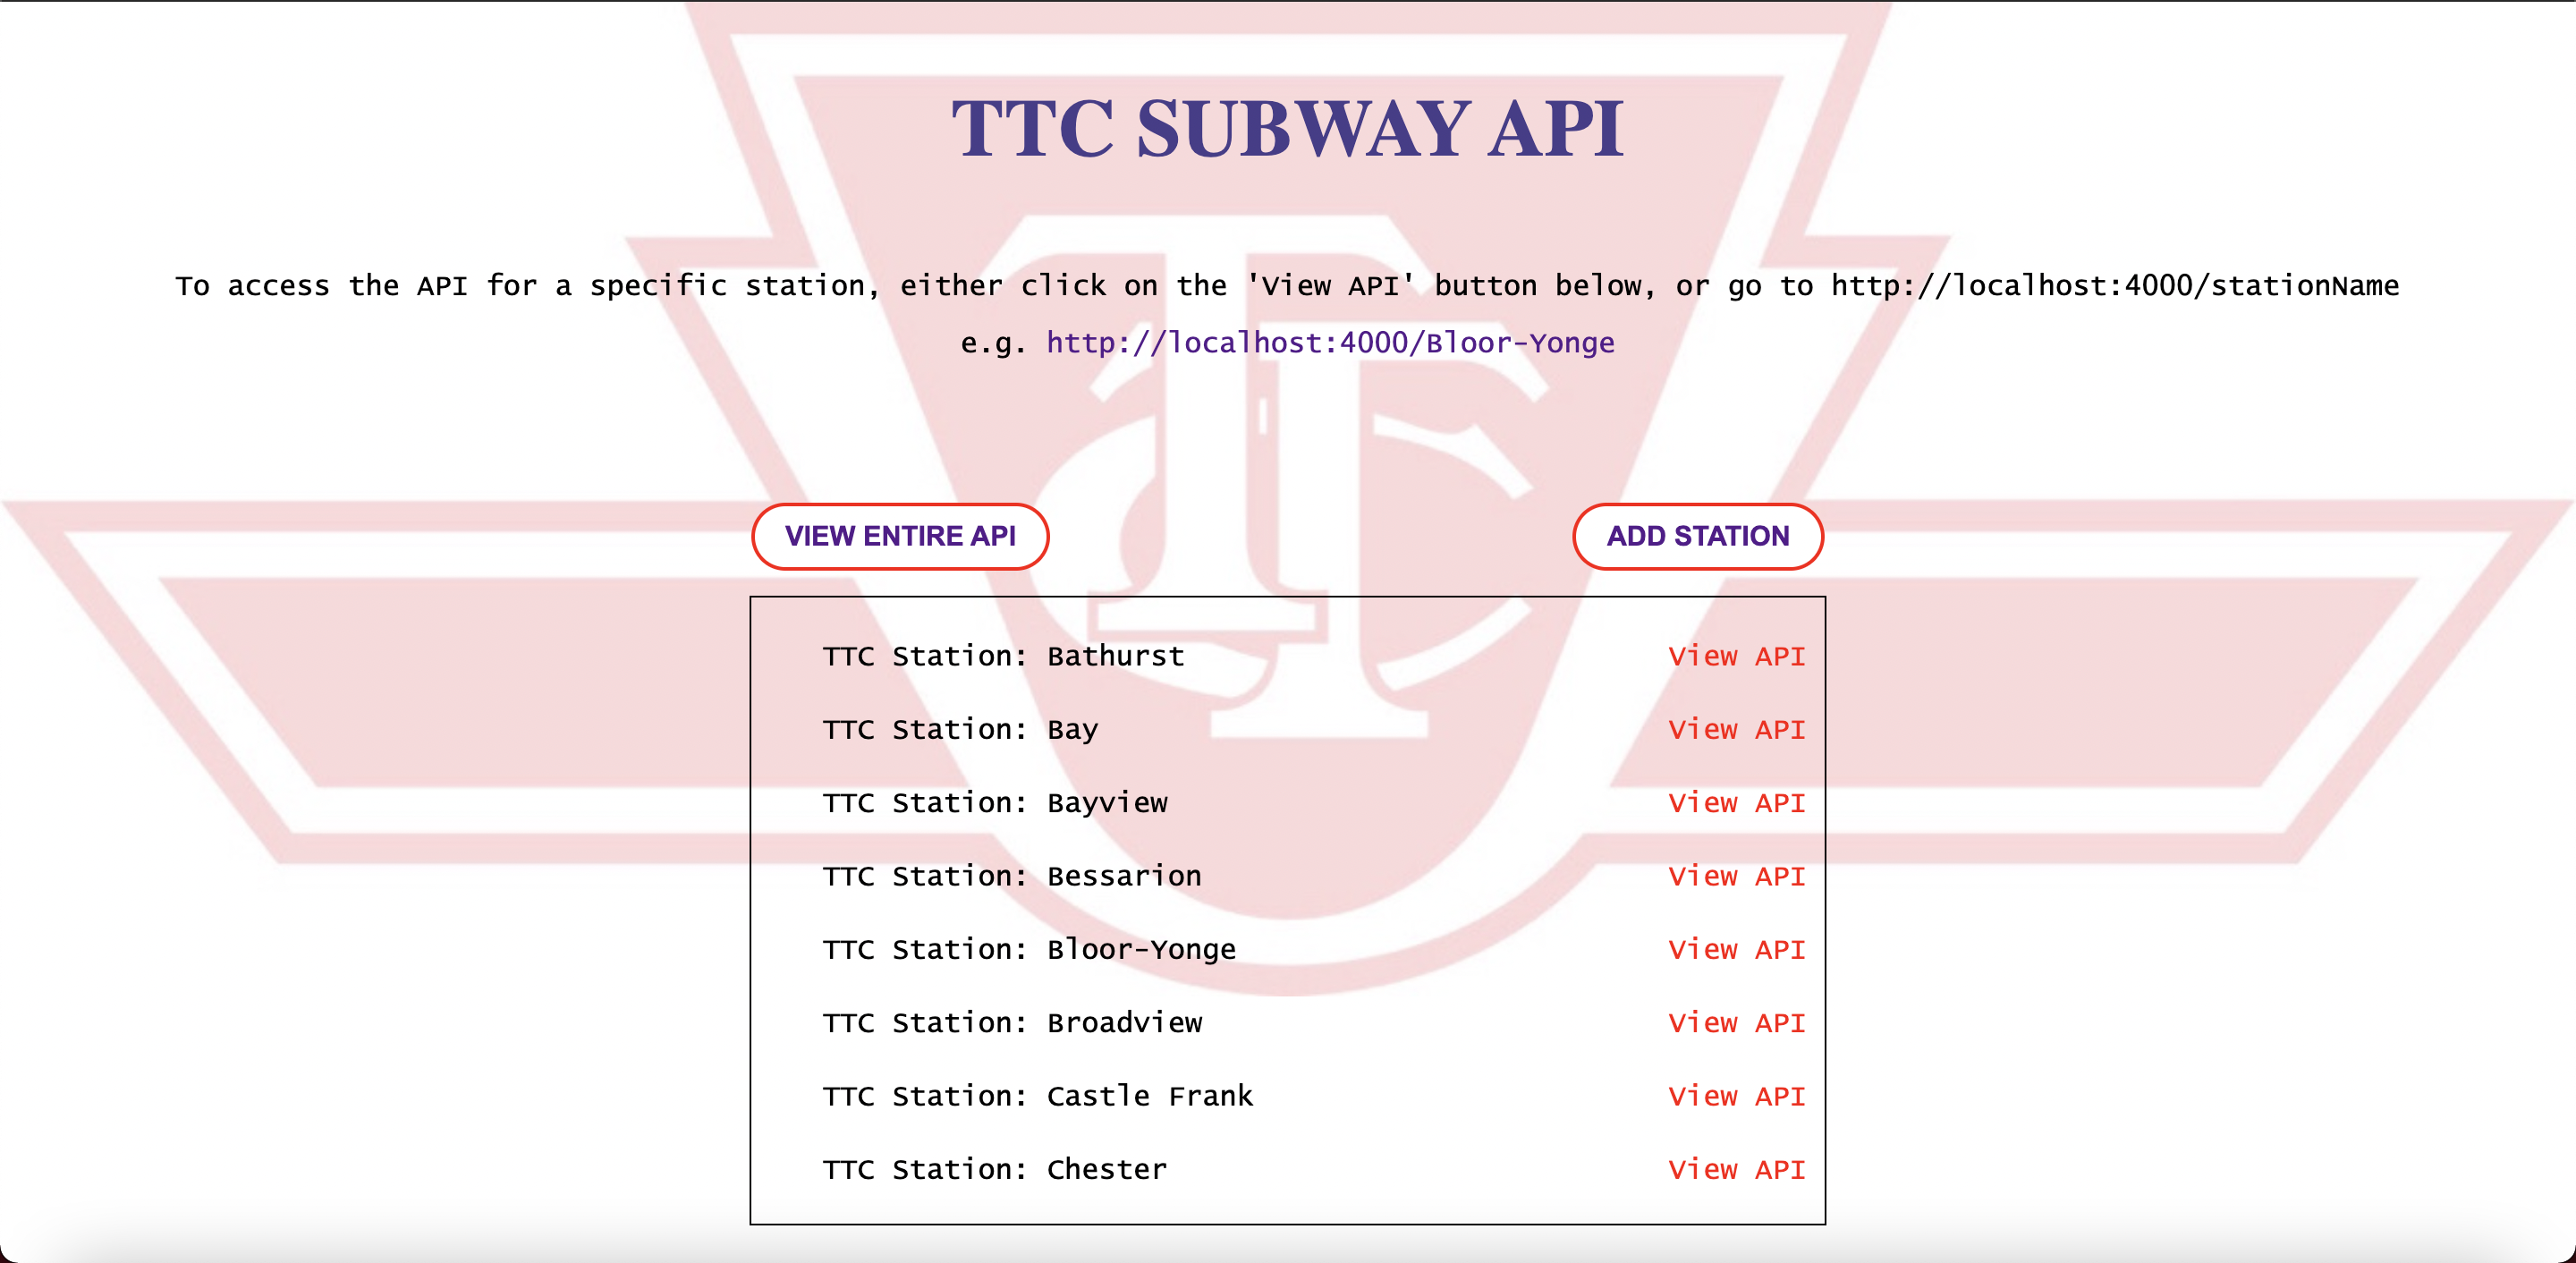 TTC SUBWAY API
To access the API for a specific station, either click on the 'View API' button below, or go to http://localhost:4000/stationName
e.g. http://localhost:4000/Bloor-Yonge
VIEW ENTIRE API
ADD STATION
TTC Station: Bathurst View API
TTC Station: Bay View API
TTC Station: Bayview View API
TTC Station: Bessarion View API
TTC Station: Bloor-Yonge View API
TTC Station: Broadview View API
TTC Station: Castle Frank View API
TTC Station: Chester View API
TTC